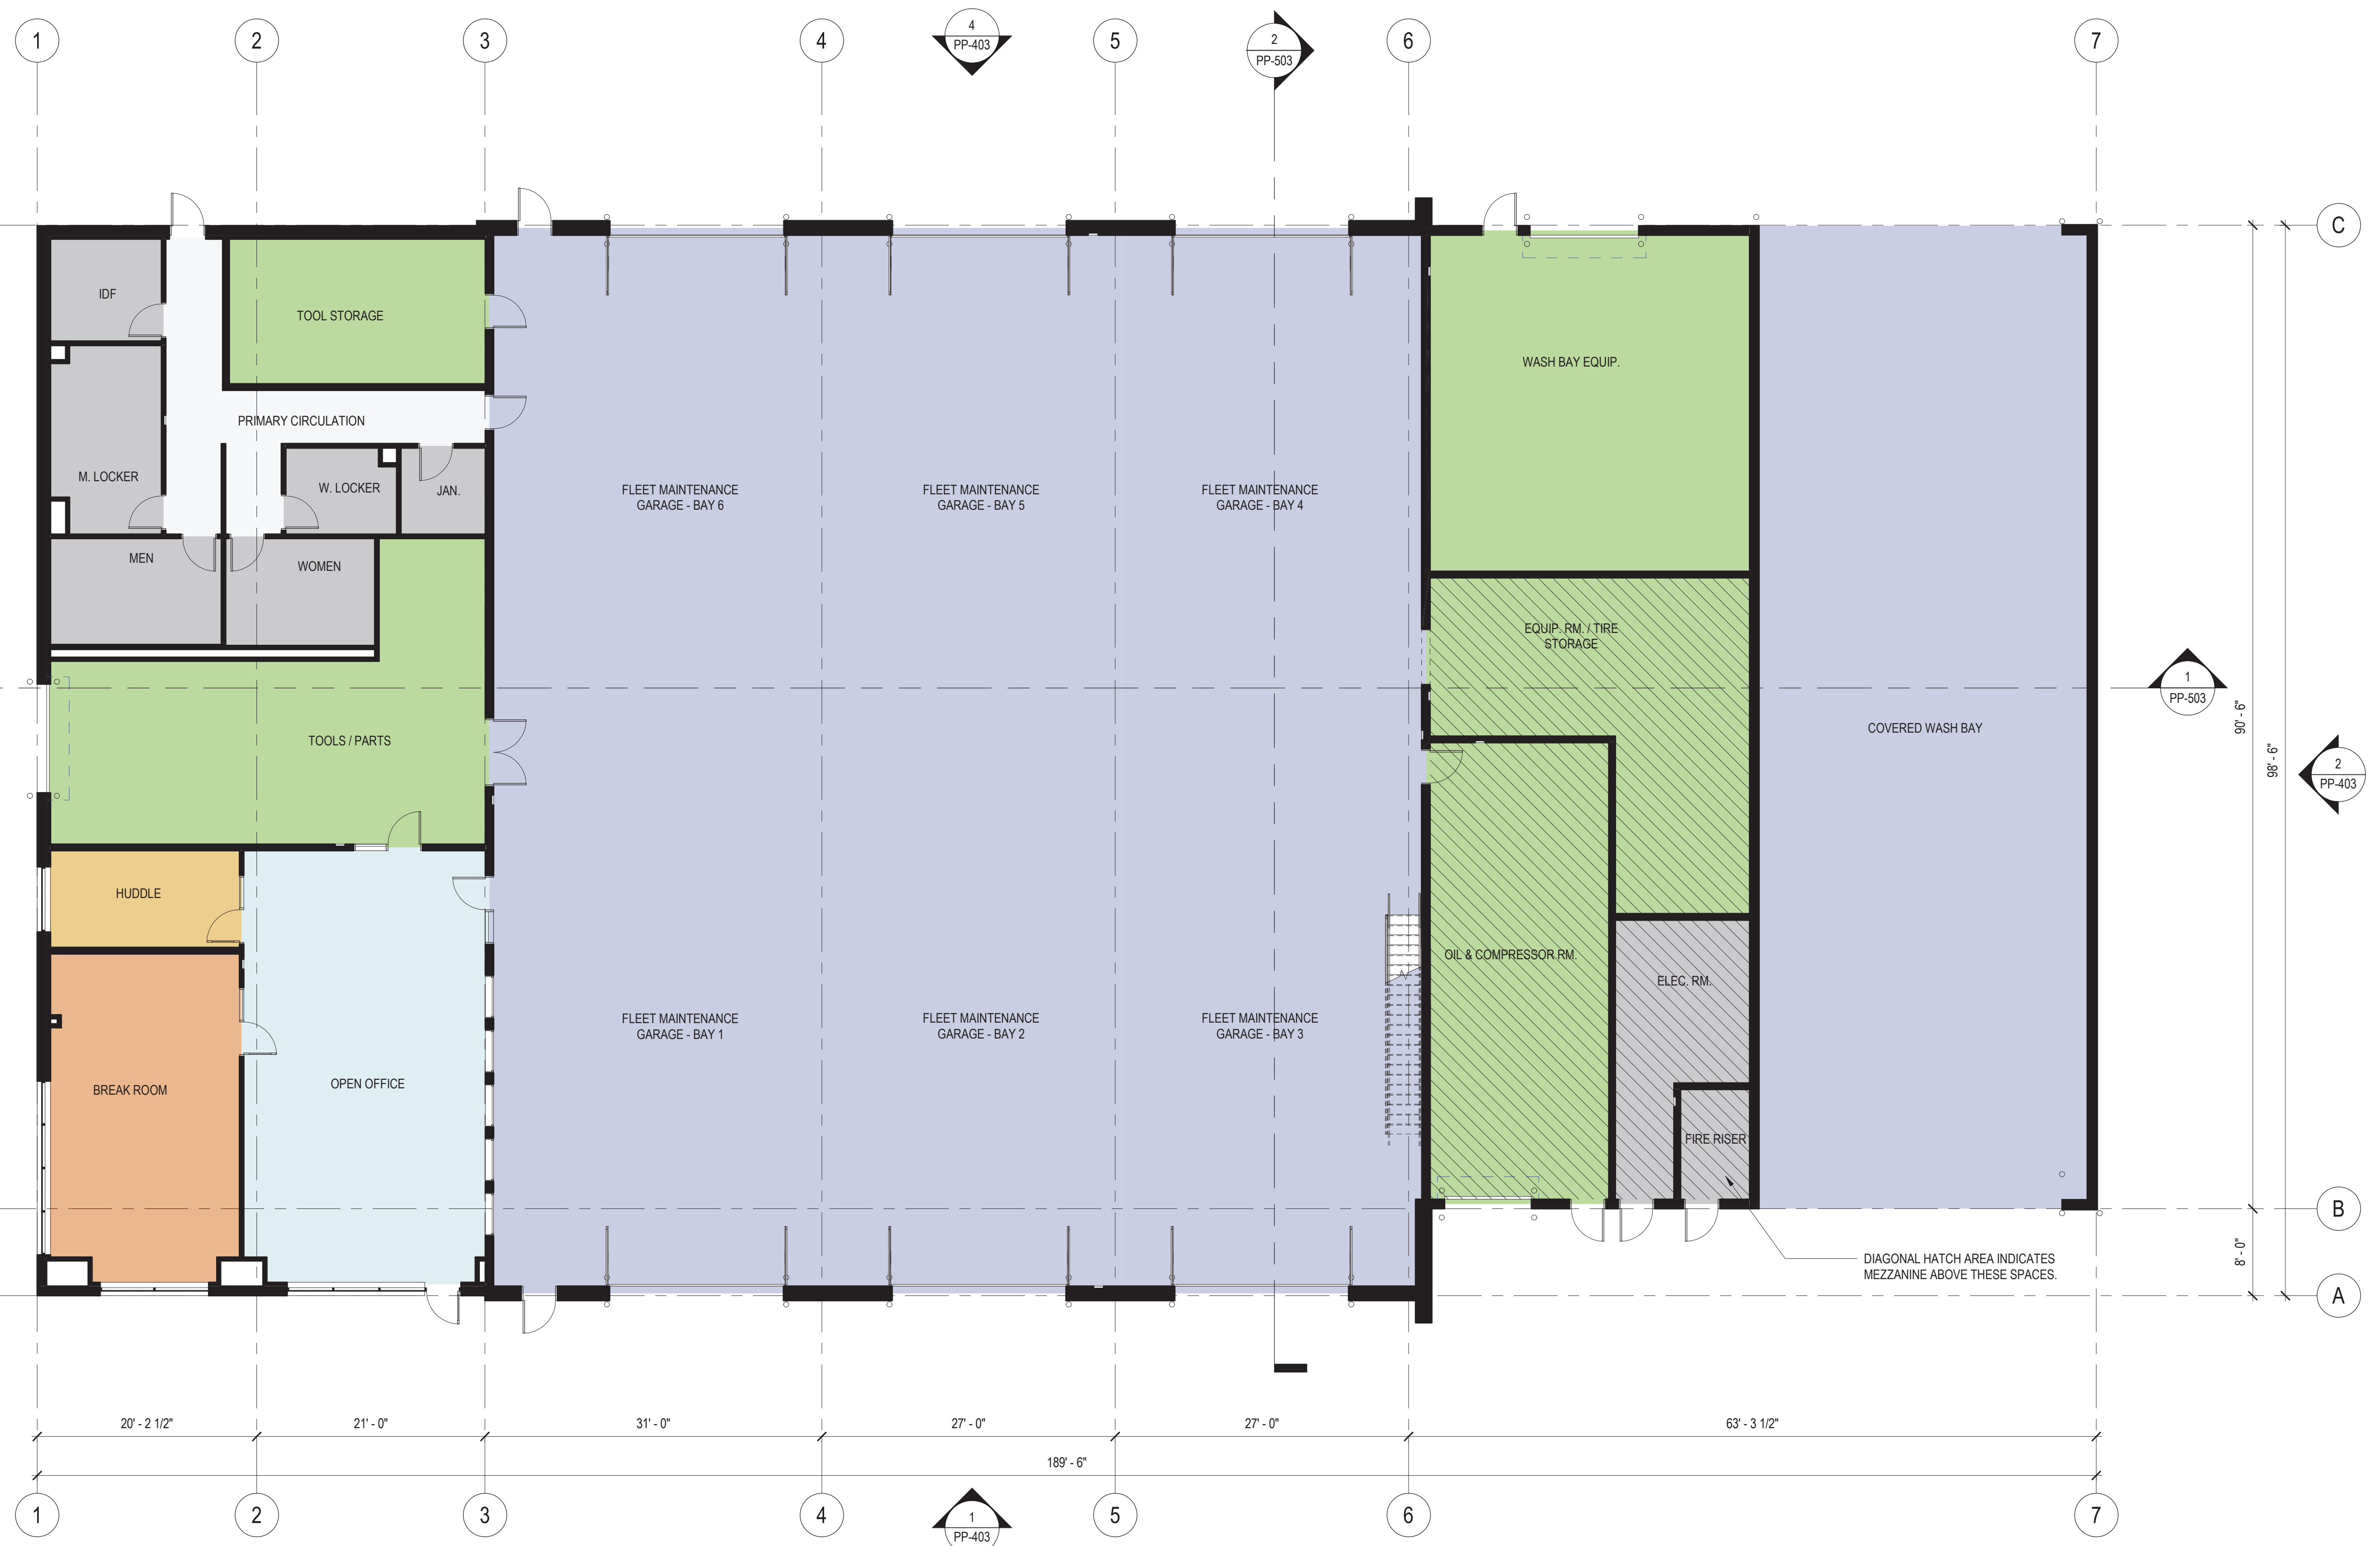 1
2
3
4
4
PP-403
5
2
PP-503
6
7
C
IDF
TOOL STORAGE
WASH BAY EQUIP.
PRIMARY CIRCULATION
M. LOCKER
W. LOCKER
JAN.
FLEET MAINTENANCE
GARAGE - BAY 6
FLEET MAINTENANCE
GARAGE - BAY 5
FLEET MAINTENANCE
GARAGE - BAY 4
MEN
WOMEN
EQUIP. RM. / TIRE
STORAGE
1
PP-503
90' - 6"
98' - 6"
TOOLS / PARTS
COVERED WASH BAY
2
PP-403
HUDDLE
OIL & COMPRESSOR RM.
ELEC. RM.
FLEET MAINTENANCE
GARAGE - BAY 1
FLEET MAINTENANCE
GARAGE - BAY 2
FLEET MAINTENANCE
GARAGE - BAY 3
BREAK ROOM
OPEN OFFICE
FIRE RISER
B
8' - 0"
DIAGONAL HATCH AREA INDICATES
MEZZANINE ABOVE THESE SPACES.
A
20' - 2 1/2"
21' - 0"
31' - 0"
27' - 0"
27' - 0"
63' - 3 1/2"
189' - 6"
1
2
3
4
1
PP-403
5
6
7